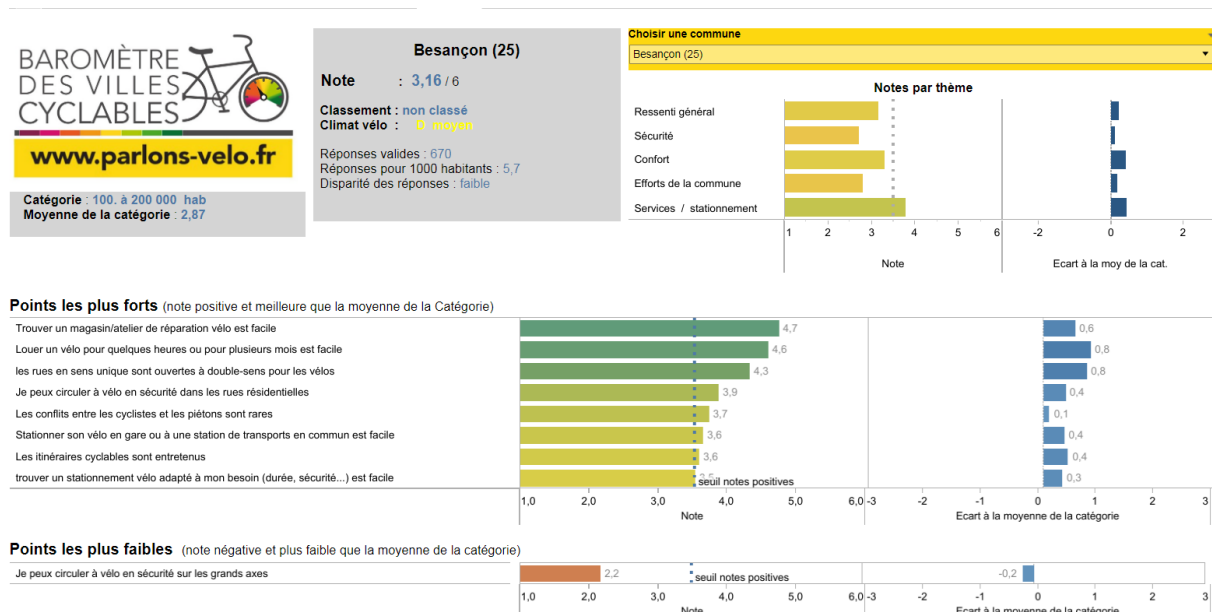 BAROMÈTRE
DES VILLES
CYCLABLES
www.parlons-velo.fr
Catégorie : 100. à 200 000 hab
Moyenne de la catégorie : 2,87
Besançon (25)
Note : 3,16 / 6
Classement : non classé
Climat vélo : D moyen
Réponses valides : 670
Réponses pour 1000 habitants : 5,7
Disparité des réponses : faible
Choisir une commune
Besançon (25)
Notes par thème
Ressenti général
Sécurité
Confort
Efforts de la commune
Services / stationnement
1 2 3 4 5 6 -2 0 2
Note Ecart à la moy de la cat.
Points les plus forts (note positive et meilleure que la moyenne de la Catégorie)
Trouver un magasin/atelier de réparation vélo est facile 4,7 0,6
Louer un vélo pour quelques heures ou pour plusieurs mois est facile 4,6 0,8
les rues en sens unique sont ouvertes à double-sens pour les vélos 4,3 0,8
Je peux circuler à vélo en sécurité dans les rues résidentielles 3,9 0,4
Les conflits entre les cyclistes et les piétons sont rares 3,7 0,1
Stationner son vélo en gare ou à une station de transports en commun est facile 3,6 0,4
Les itinéraires cyclables sont entretenus 3,6 0,4
trouver un stationnement vélo adapté à mon besoin (durée, sécurité...) est facile 3,5 0,3
seuil notes positives
1,0 2,0 3,0 4,0 5,0 6,0 -3 -2 -1 0 1 2 3
Note Ecart à la moyenne de la catégorie
Points les plus faibles (note négative et plus faible que la moyenne de la catégorie)
Je peux circuler à vélo en sécurité sur les grands axes 2,2 -0,2
seuil notes positives
1,0 2,0 3,0 4,0 5,0 6,0 -3 -2 -1 0 1 2 3
Note Ecart à la moyenne de la catégorie